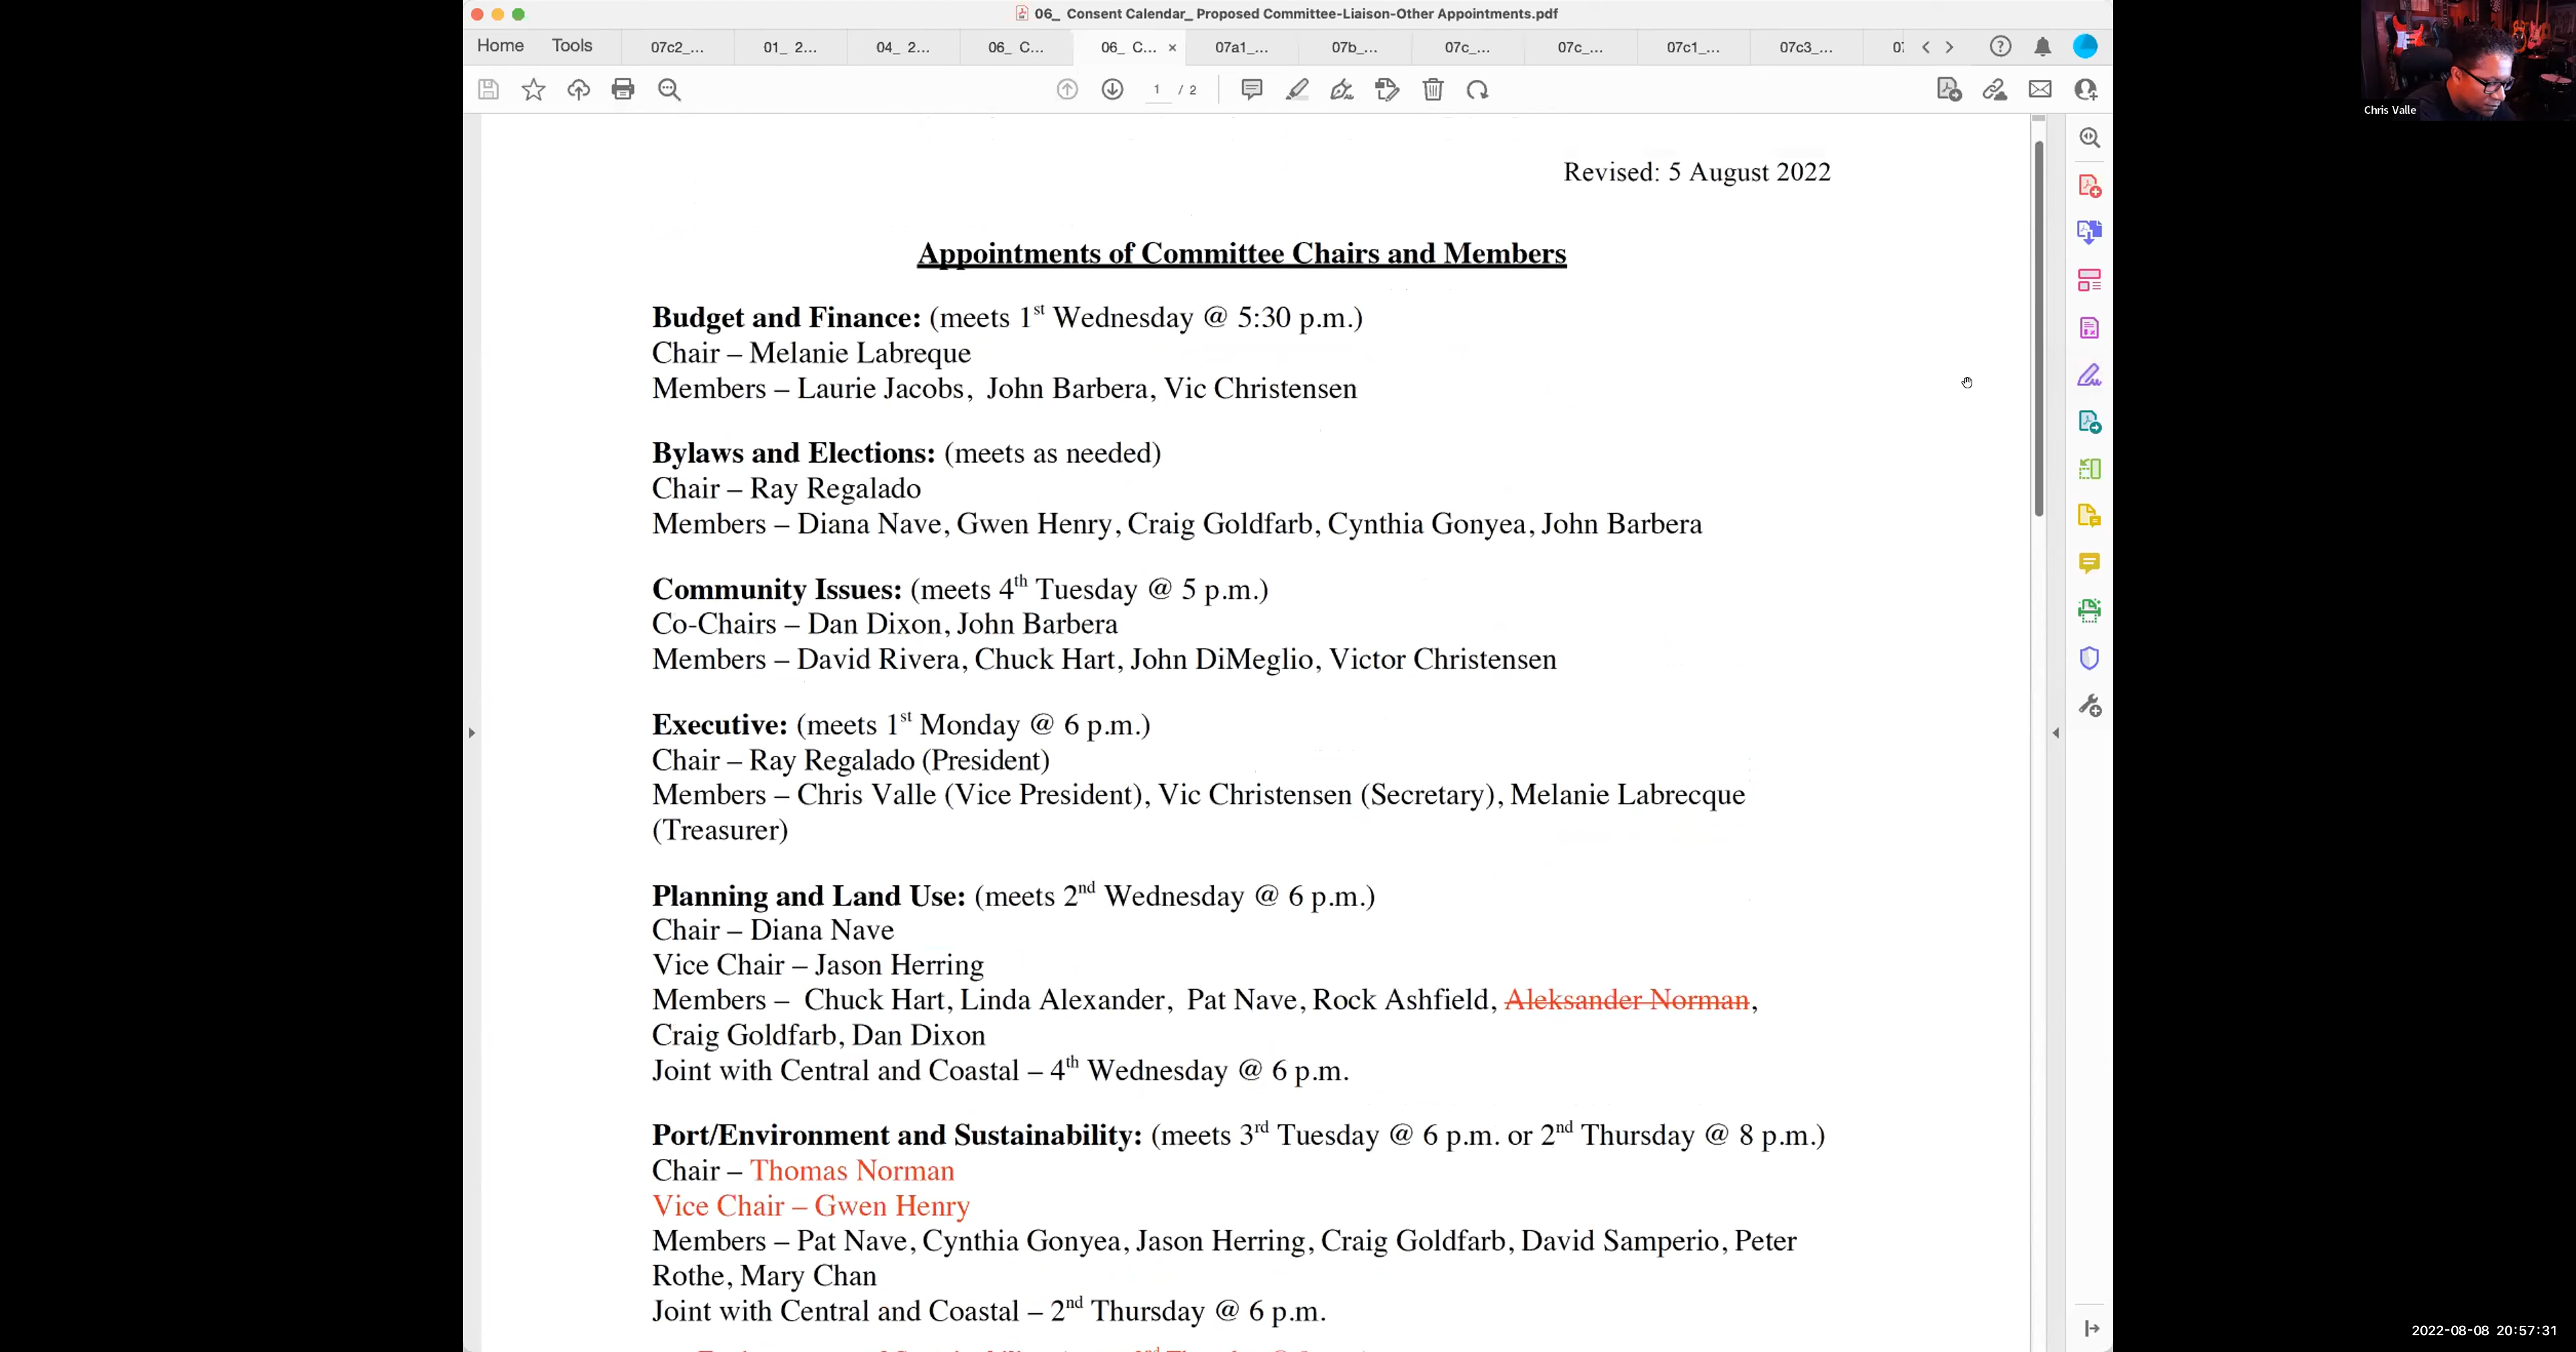 06_ Consent Calendar_ Proposed Committee-Liaison-Other Appointments.pdf
Home Tools 07c2_... 01_ 2... 04_ 2... 06_ C... 06_ C... × 07a1_... 07b_... 07c_... 07c_... 07c1_... 07c3_... 0
1 / 2
Chris Valle
Revised: 5 August 2022
Appointments of Committee Chairs and Members
Budget and Finance: (meets 1st Wednesday @ 5:30 p.m.)
Chair – Melanie Labreque
Members – Laurie Jacobs, John Barbera, Vic Christensen
Bylaws and Elections: (meets as needed)
Chair – Ray Regalado
Members – Diana Nave, Gwen Henry, Craig Goldfarb, Cynthia Gonyea, John Barbera
Community Issues: (meets 4th Tuesday @ 5 p.m.)
Co-Chairs – Dan Dixon, John Barbera
Members – David Rivera, Chuck Hart, John DiMeglio, Victor Christensen
Executive: (meets 1st Monday @ 6 p.m.)
Chair – Ray Regalado (President)
Members – Chris Valle (Vice President), Vic Christensen (Secretary), Melanie Labrecque
(Treasurer)
Planning and Land Use: (meets 2nd Wednesday @ 6 p.m.)
Chair – Diana Nave
Vice Chair – Jason Herring
Members – Chuck Hart, Linda Alexander, Pat Nave, Rock Ashfield, Aleksander Norman,
Craig Goldfarb, Dan Dixon
Joint with Central and Coastal – 4th Wednesday @ 6 p.m.
Port/Environment and Sustainability: (meets 3rd Tuesday @ 6 p.m. or 2nd Thursday @ 8 p.m.)
Chair – Thomas Norman
Vice Chair – Gwen Henry
Members – Pat Nave, Cynthia Gonyea, Jason Herring, Craig Goldfarb, David Samperio, Peter
Rothe, Mary Chan
Joint with Central and Coastal – 2nd Thursday @ 6 p.m.
2022-08-08 20:57:31